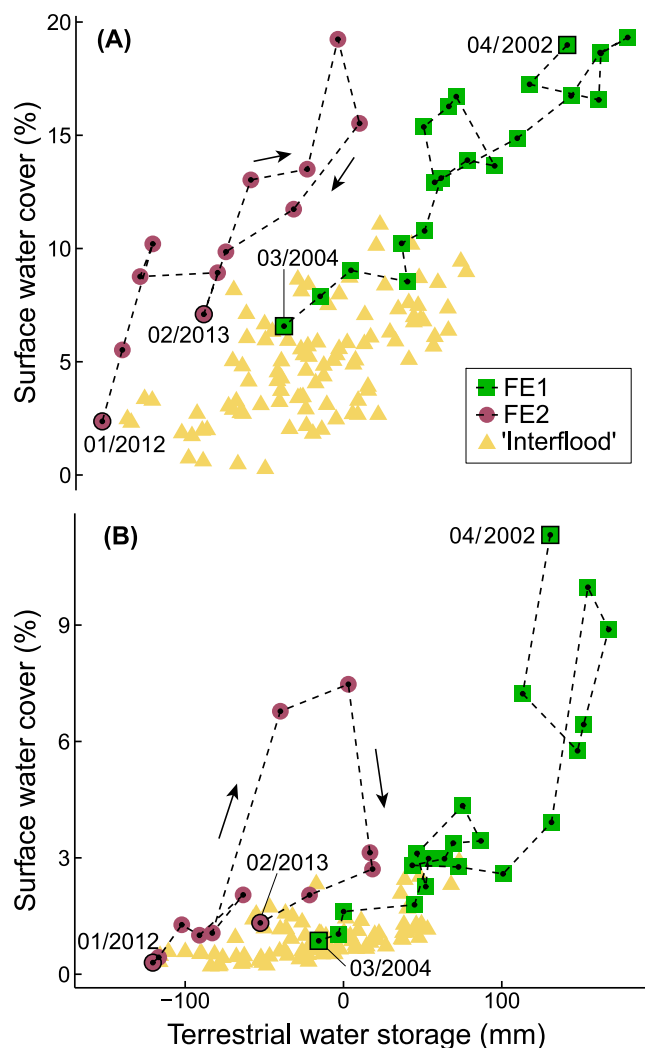 20
(A)
04/2002
15
Surface water cover (%)
10
03/2004
02/2013
5
FE1
FE2
'Interflood'
01/2012
0
(B)
04/2002
9
Surface water cover (%)
6
3
02/2013
01/2012
03/2004
0
−100 0 100
Terrestrial water storage (mm)